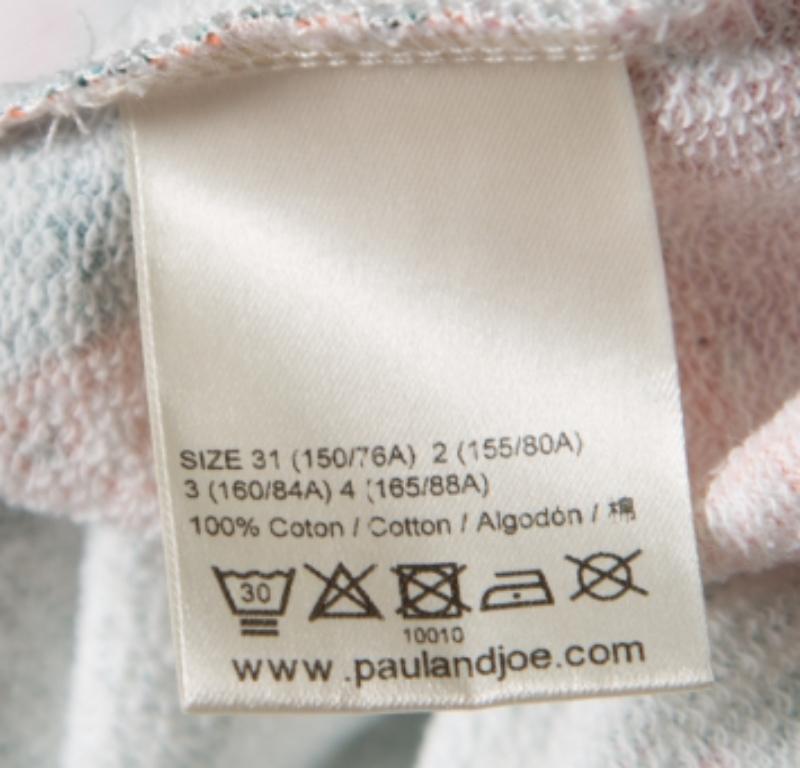 SIZE 31 (150/76A) 2 (155/80A)
3 (160/84A) 4 (165/88A)
100% Coton / Cotton / Algodón / 棉
30
10010
www.paulandjoe.com